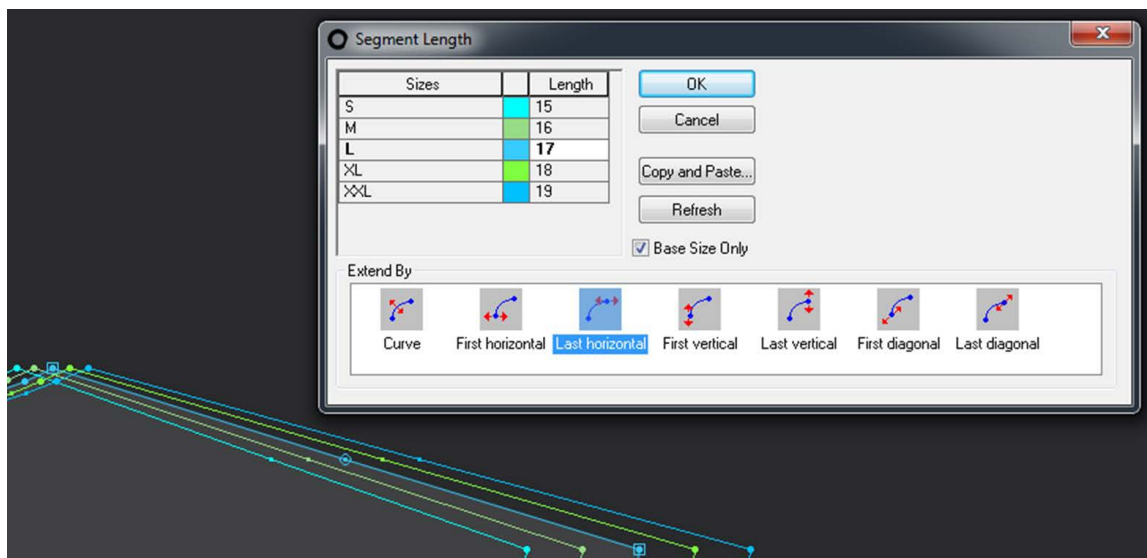 Segment Length
Sizes Length
S 15
M 16
L 17
XL 18
XXL 19
OK
Cancel
Copy and Paste...
Refresh
Base Size Only
Extend By
Curve First horizontal Last horizontal First vertical Last vertical First diagonal Last diagonal